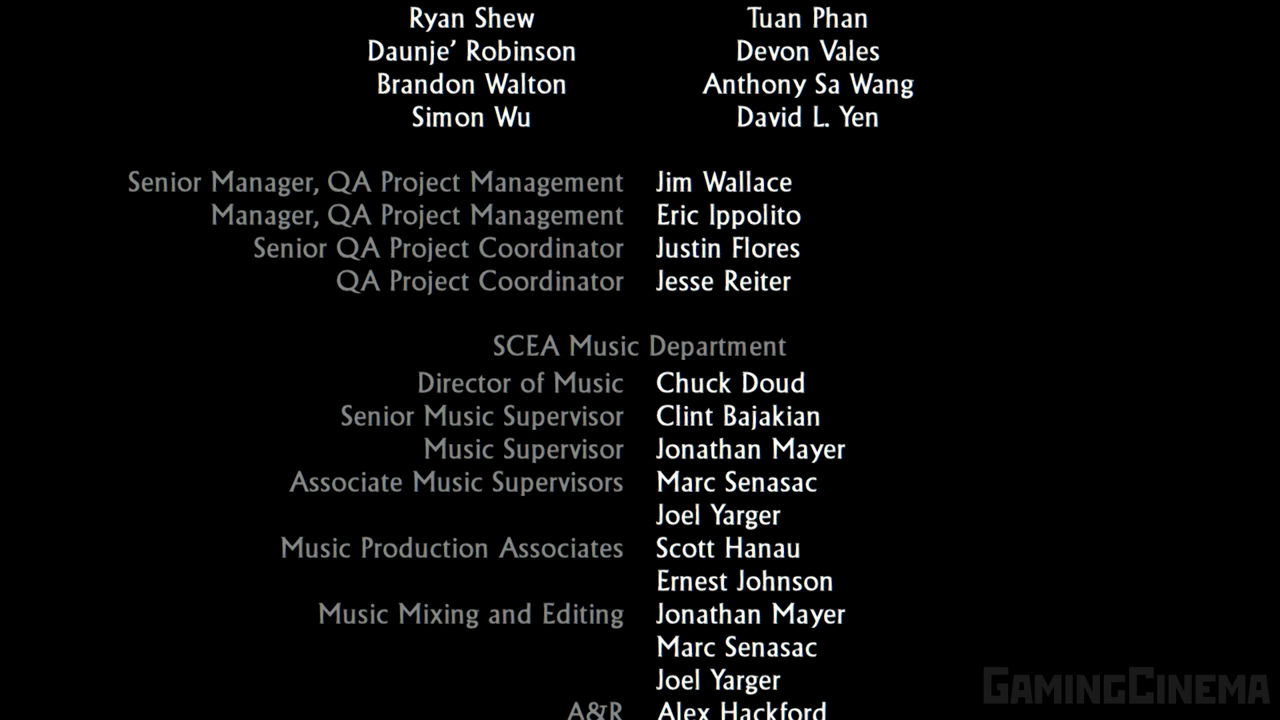 Ryan Shew Tuan Phan
Daunje’ Robinson Devon Vales
Brandon Walton Anthony Sa Wang
Simon Wu David L. Yen
Senior Manager, QA Project Management Jim Wallace
Manager, QA Project Management Eric Ippolito
Senior QA Project Coordinator Justin Flores
QA Project Coordinator Jesse Reiter
SCEA Music Department
Director of Music Chuck Doud
Senior Music Supervisor Clint Bajakian
Music Supervisor Jonathan Mayer
Associate Music Supervisors Marc Senasac
Joel Yarger
Music Production Associates Scott Hanau
Ernest Johnson
Music Mixing and Editing Jonathan Mayer
Marc Senasac
Joel Yarger
A&R Alex Hackford
GAMINGCINEMA